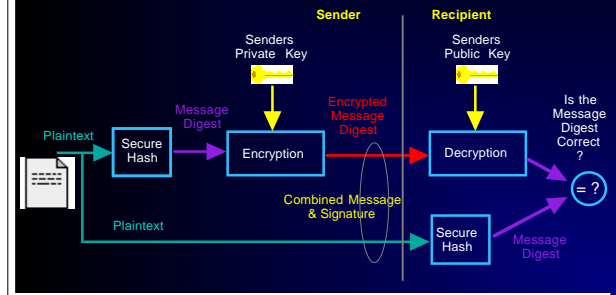 Sender
Recipient
Senders
Private Key
Senders
Public Key
Is the
Message
Digest
Correct
?
Plaintext
Secure
Hash
Message
Digest
Encryption
Encrypted
Message
Digest
Decryption
= ?
Combined Message
& Signature
Plaintext
Secure
Hash
Message
Digest